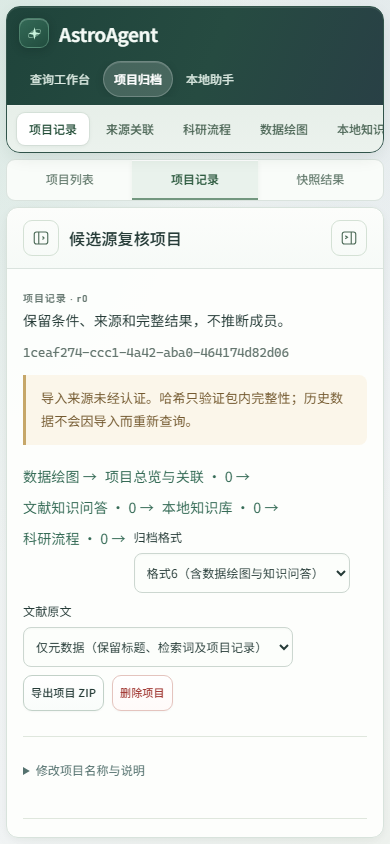 AstroAgent
查询工作台 项目归档 本地助手
项目记录 来源关联 科研流程 数据绘图 本地知识
项目列表 项目记录 快照结果
候选源复核项目
项目记录 · r0
保留条件、来源和完整结果，不推断成员。
1ceaf274-ccc1-4a42-aba0-464174d82d06
导入来源未经认证。哈希只验证包内完整性；历史数
据不会因导入而重新查询。
数据绘图 → 项目总览与关联 · 0 →
文献知识问答 · 0 → 本地知识库 · 0 →
科研流程 · 0 → 归档格式
格式6（含数据绘图与知识问答）
文献原文
仅元数据（保留标题、检索词及项目记录）
导出项目 ZIP 删除项目
▶ 修改项目名称与说明